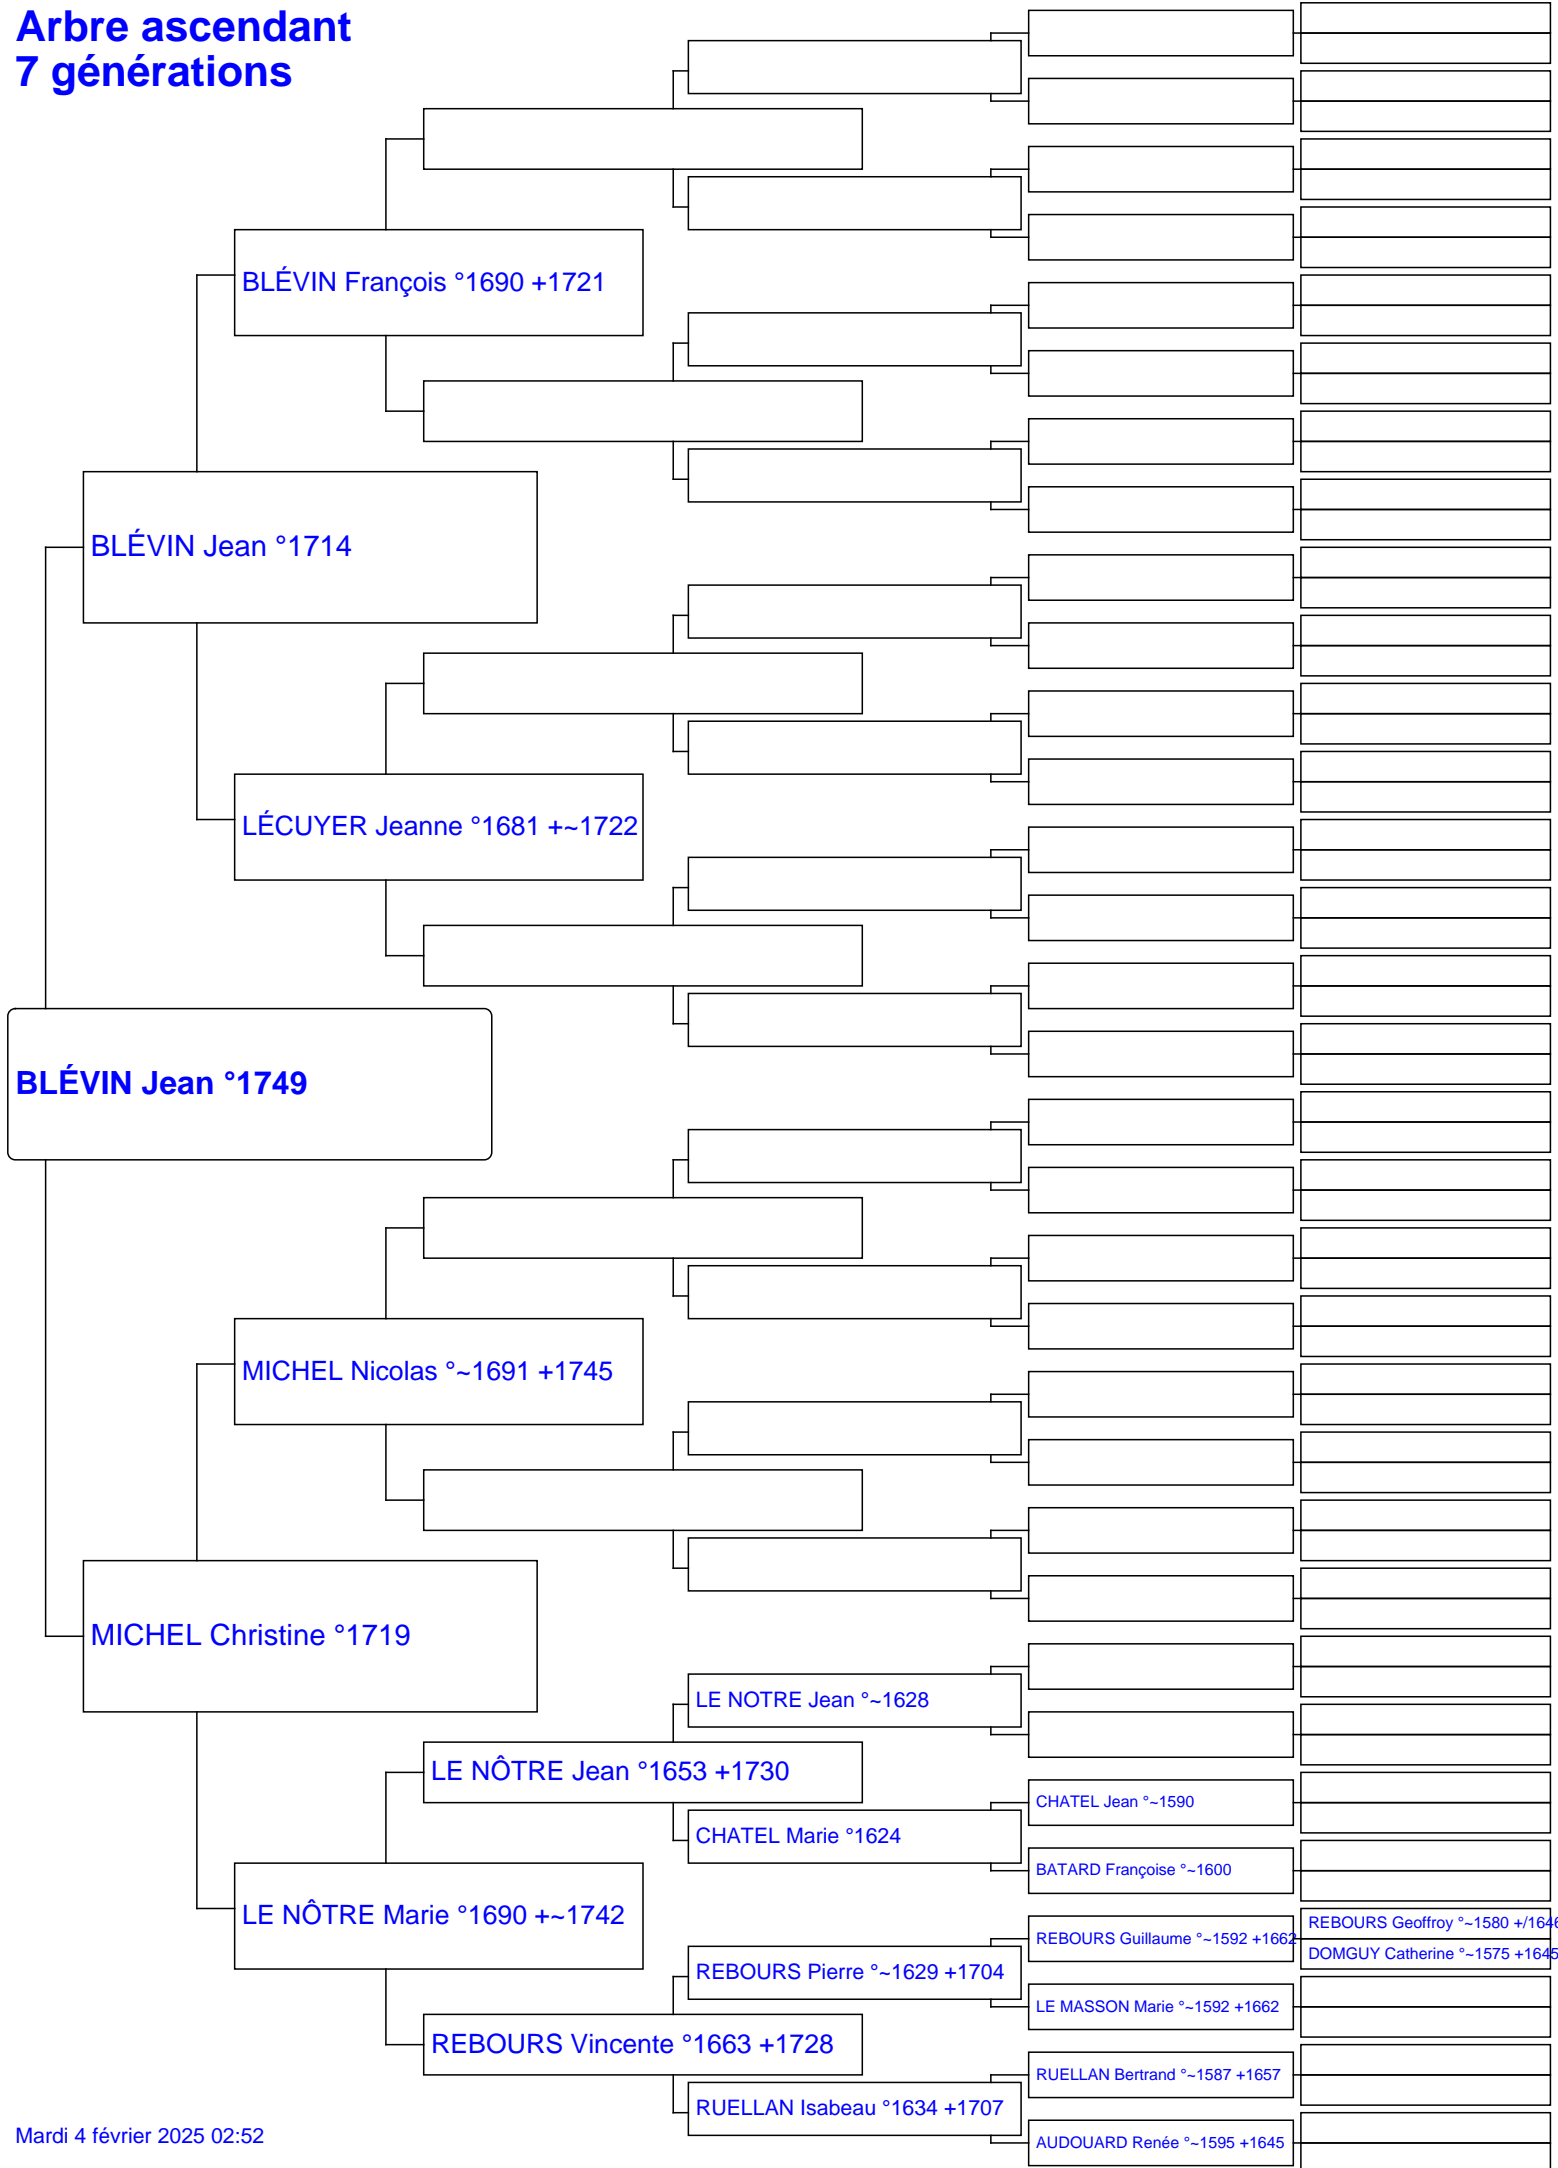 Arbre ascendant
7 générations
BLÉVIN François °1690 +1721
BLÉVIN Jean °1714
LÉCUYER Jeanne °1681 +~1722
BLÉVIN Jean °1749
MICHEL Nicolas °~1691 +1745
MICHEL Christine °1719
LE NOTRE Jean °~1628
LE NÔTRE Jean °1653 +1730
CHATEL Jean °~1590
CHATEL Marie °1624
BATARD Françoise °~1600
LE NÔTRE Marie °1690 +~1742
REBOURS Geoffroy °~1580 +/1646
REBOURS Guillaume °~1592 +1662
DOMGUY Catherine °~1575 +1645
REBOURS Pierre °~1629 +1704
LE MASSON Marie °~1592 +1662
REBOURS Vincente °1663 +1728
RUELLAN Bertrand °~1587 +1657
RUELLAN Isabeau °1634 +1707
AUDOUARD Renée °~1595 +1645
Mardi 4 février 2025 02:52